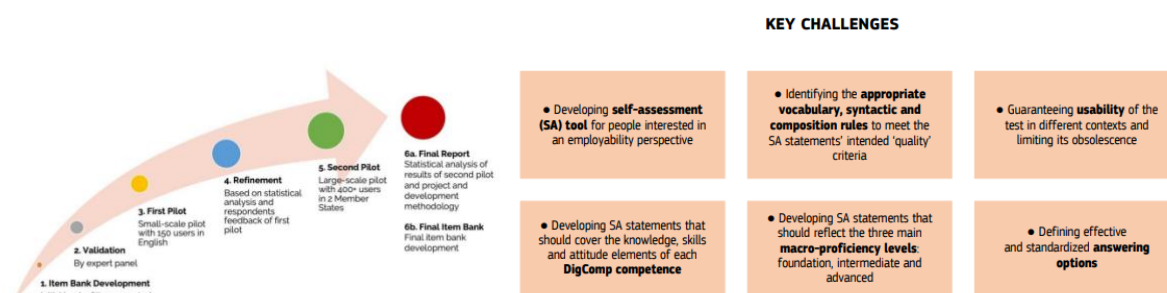 KEY CHALLENGES
1. Item Bank Development
2. Validation
By expert panel
3. First Pilot
Small-scale pilot
with 150 users in
English
4. Refinement
Based on statistical
analysis and
respondents
feedback of first
pilot
5. Second Pilot
Large-scale pilot
with 400+ users
in 2 Member
States
6a. Final Report
Statistical analysis of
results of second pilot
and project and
development
methodology
6b. Final Item Bank
Final item bank
development
● Developing self-assessment
(SA) tool for people interested in
an employability perspective
● Identifying the appropriate
vocabulary, syntactic and
composition rules to meet the
SA statements' intended 'quality'
criteria
● Guaranteeing usability of the
test in different contexts and
limiting its obsolescence
● Developing SA statements that
should cover the knowledge, skills
and attitude elements of each
DigComp competence
● Developing SA statements that
should reflect the three main
macro-proficiency levels:
foundation, intermediate and
advanced
● Defining effective
and standardized answering
options